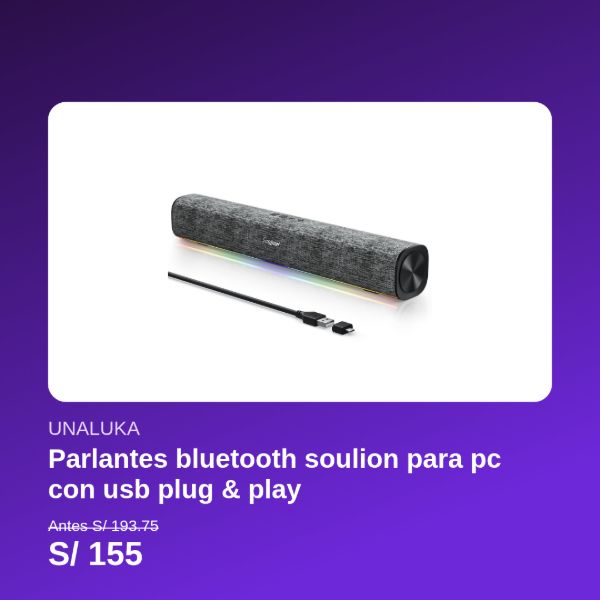 UNALUKA
Parlantes bluetooth soulion para pc
con usb plug & play
Antes S/ 193.75
S/ 155